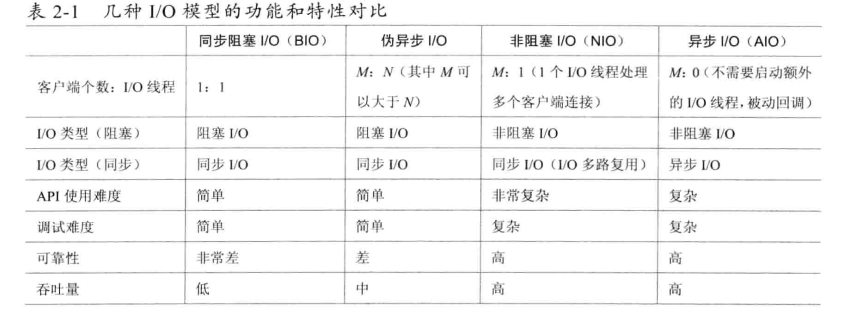 表 2-1 几种 I/O 模型的功能和特性对比
同步阻塞 I/O（BIO） 伪异步 I/O 非阻塞 I/O（NIO） 异步 I/O（AIO）
客户端个数：I/O 线程 1：1 M：N（其中 M 可以大于 N） M：1（1 个 I/O 线程处理多个客户端连接） M：0（不需要启动额外的 I/O 线程，被动回调）
I/O 类型（阻塞） 阻塞 I/O 阻塞 I/O 非阻塞 I/O 非阻塞 I/O
I/O 类型（同步） 同步 I/O 同步 I/O 同步 I/O（I/O 多路复用） 异步 I/O
API 使用难度 简单 简单 非常复杂 复杂
调试难度 简单 简单 复杂 复杂
可靠性 非常差 差 高 高
吞吐量 低 中 高 高